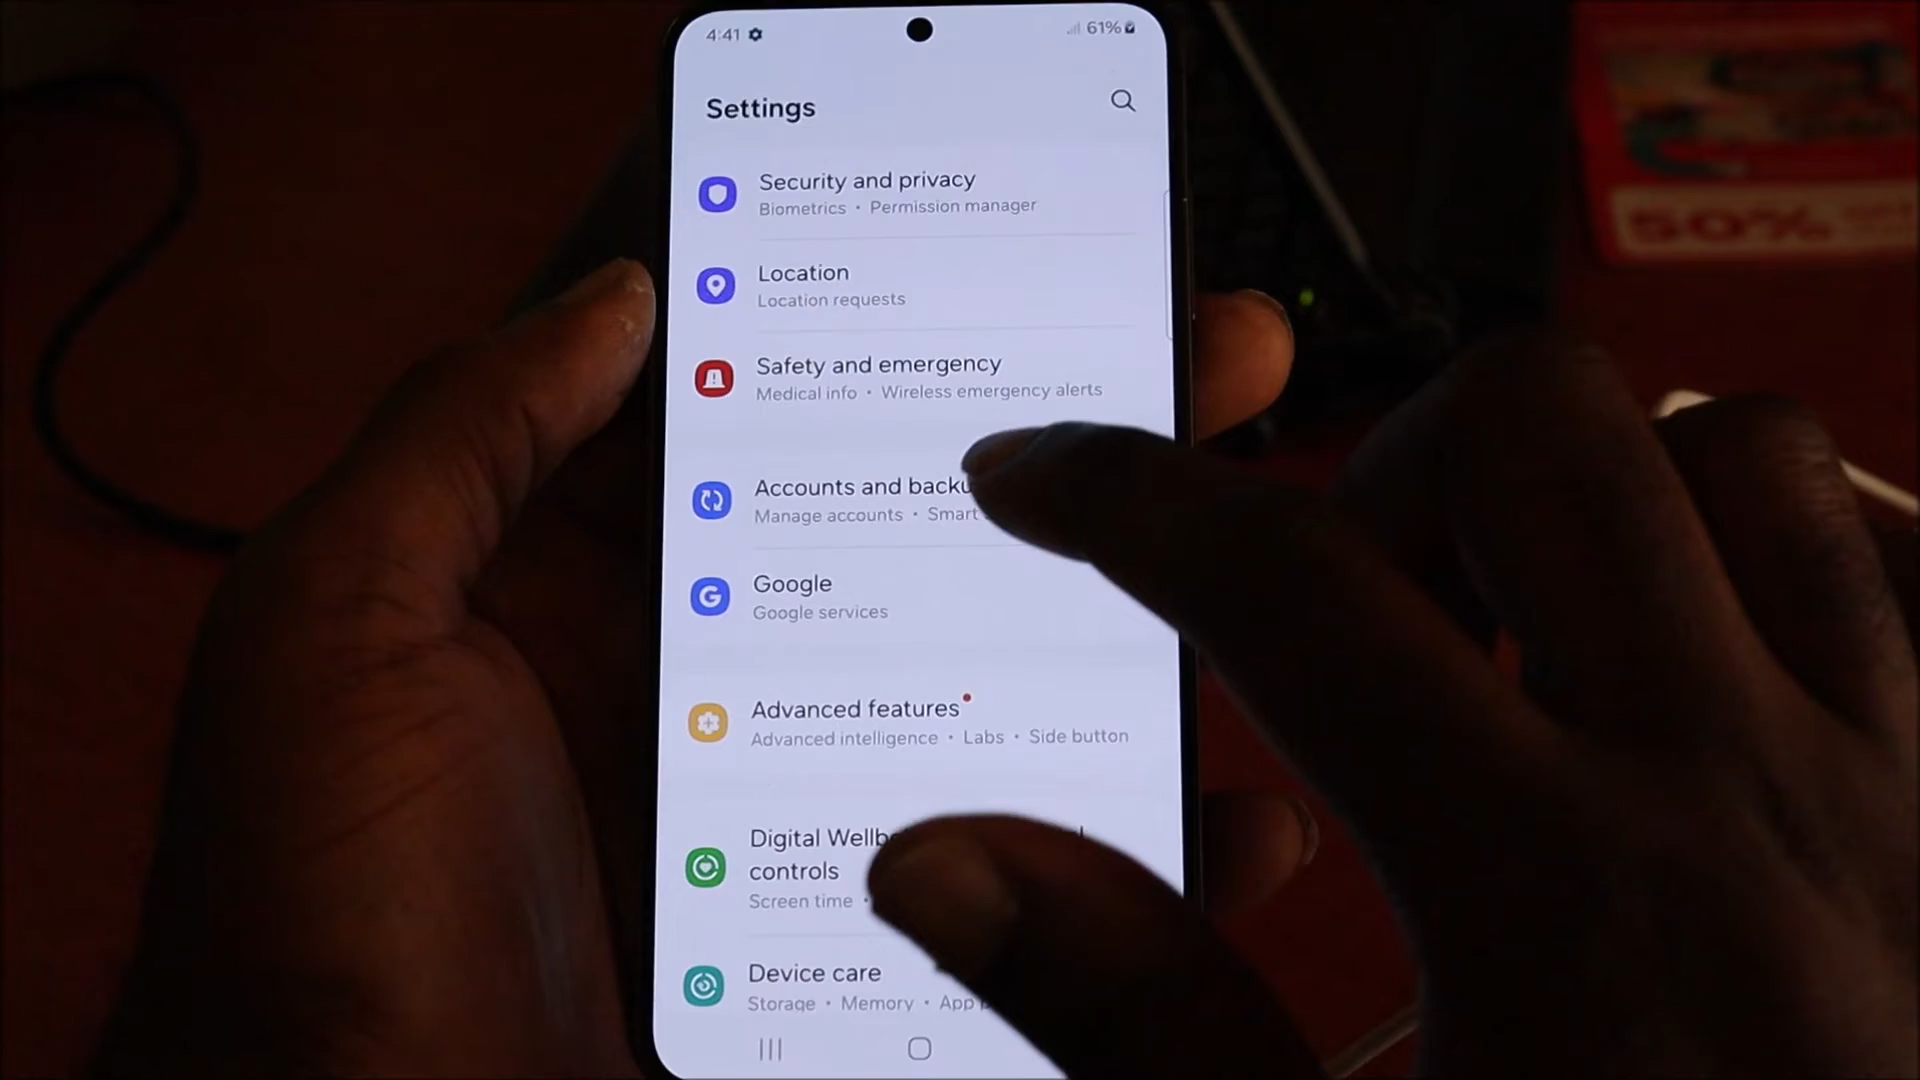 4:41 61%
Settings
Security and privacy
Biometrics • Permission manager
Location
Location requests
Safety and emergency
Medical info • Wireless emergency alerts
Accounts and backu
Manage accounts • Smart
Google
Google services
Advanced features
Advanced intelligence • Labs • Side button
Digital Wellb
controls
Screen time •
Device care
Storage • Memory • App
50%